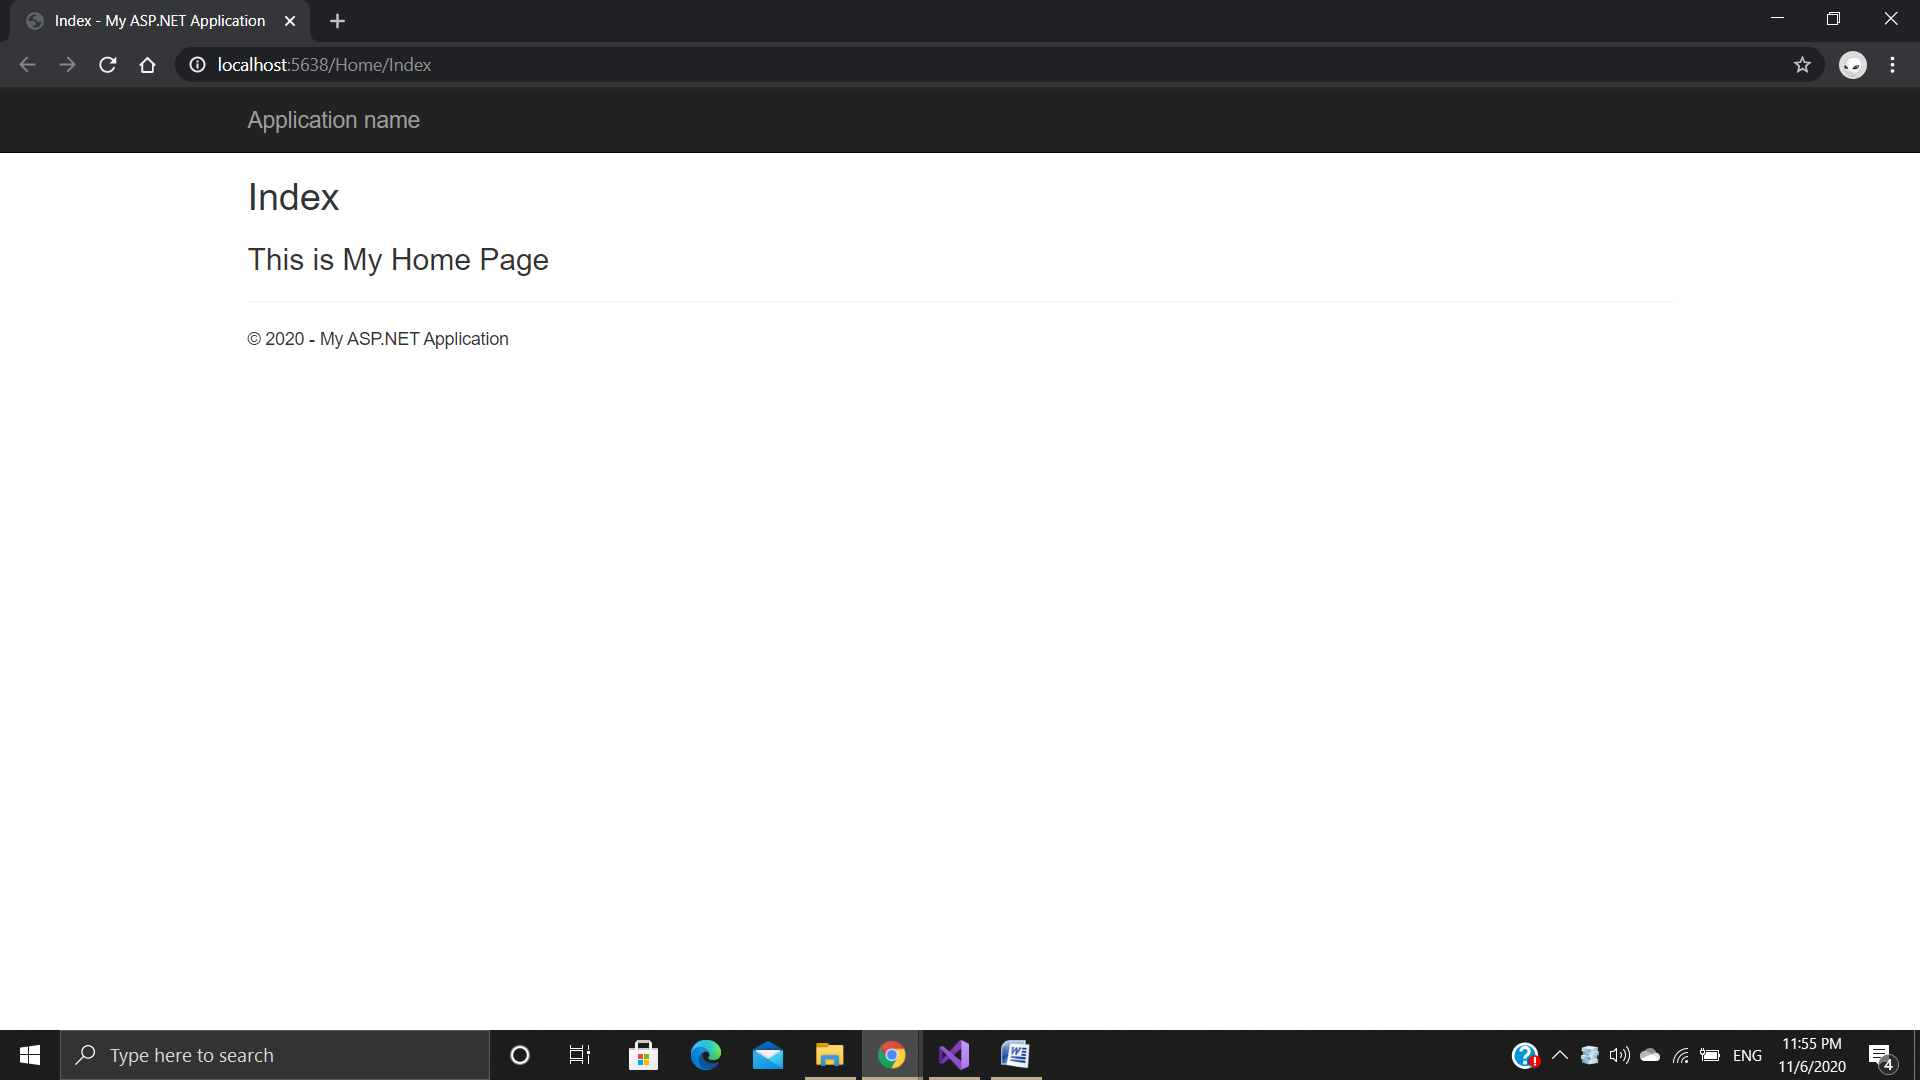 Index - My ASP.NET Application
localhost:5638/Home/Index
Application name
Index
This is My Home Page
© 2020 - My ASP.NET Application
Type here to search
ENG
11:55 PM
11/6/2020
4